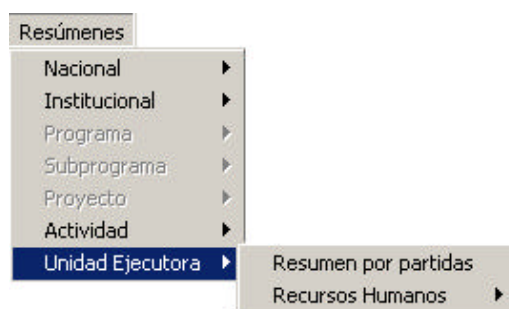 Resúmenes
Nacional
Institucional
Programa
Subprograma
Proyecto
Actividad
Unidad Ejecutora
Resumen por partidas
Recursos Humanos